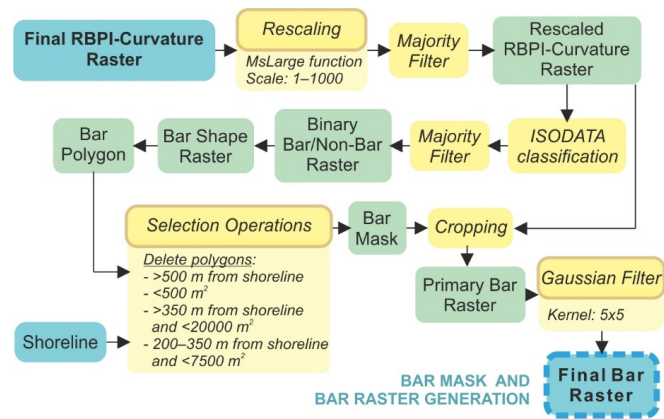 Final RBPI-Curvature
Raster
Rescaling
MsLarge function
Scale: 1–1000
Majority
Filter
Rescaled
RBPI-Curvature
Raster
Bar
Polygon
Bar Shape
Raster
Binary
Bar/Non-Bar
Raster
Majority
Filter
ISODATA
classification
Selection Operations
Delete polygons:
- >500 m from shoreline
- <500 m²
- >350 m from shoreline
and <20000 m²
- 200–350 m from shoreline
and <7500 m²
Bar
Mask
Cropping
Primary Bar
Raster
Gaussian Filter
Kernel: 5x5
Shoreline
BAR MASK AND
BAR RASTER GENERATION
Final Bar
Raster